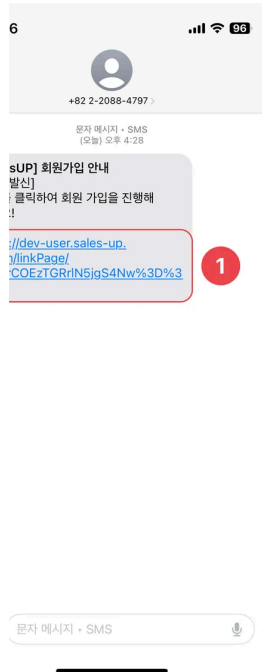 6
96
+82 2-2088-4797
문자 메시지 • SMS
(오늘) 오후 4:28
sUP] 회원가입 안내
발신]
클릭하여 회원 가입을 진행해
!
://dev-user.sales-up.
/linkPage/
COEzTGRrlN5jgS4Nw%3D%3
1
문자 메시지 • SMS